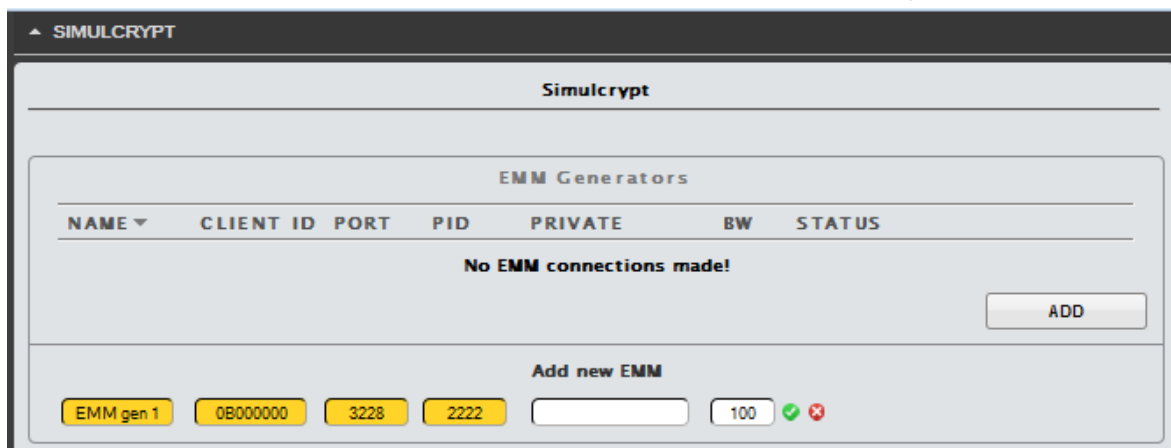 SIMULCRYPT
Simulcrypt
EMM Generators
NAME CLIENT ID PORT PID PRIVATE BW STATUS
No EMM connections made!
ADD
Add new EMM
EMM gen 1 0B000000 3228 2222 100